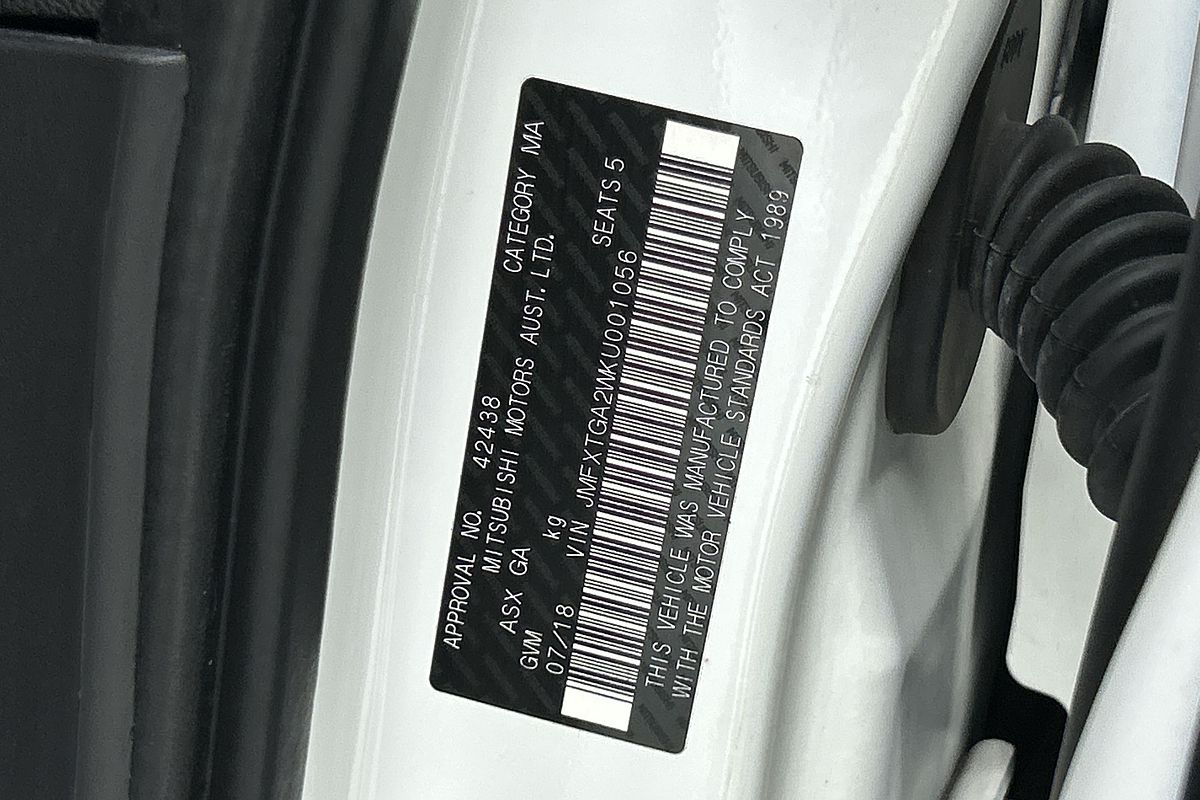 APPROVAL NO. 42438 CATEGORY MA
MITSUBISHI MOTORS AUST. LTD.
ASX GA
GVM kg SEATS 5
07/18 VIN JMFXTGA2WKU001056
THIS VEHICLE WAS MANUFACTURED TO COMPLY
WITH THE MOTOR VEHICLE STANDARDS ACT 1989